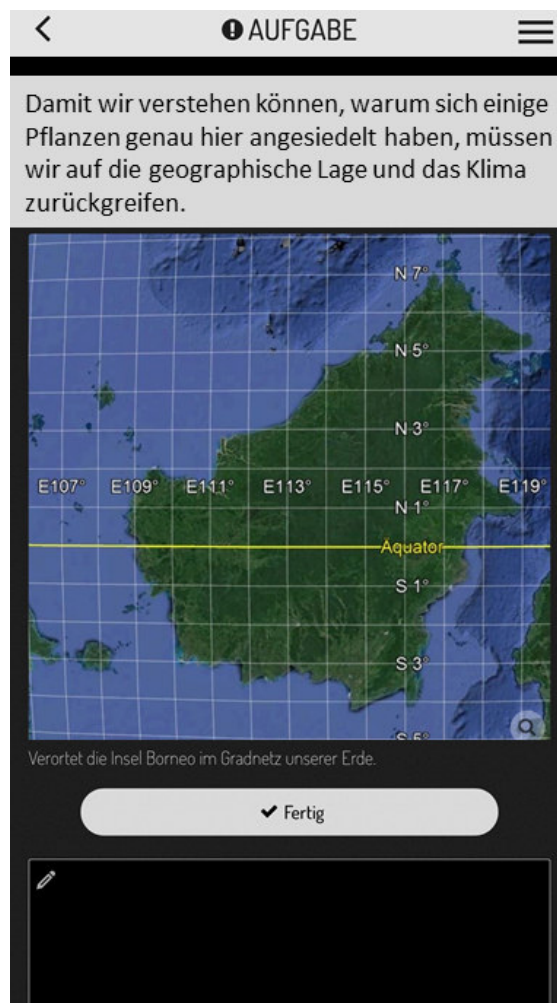 AUFGABE
Damit wir verstehen können, warum sich einige
Pflanzen genau hier angesiedelt haben, müssen
wir auf die geographische Lage und das Klima
zurückgreifen.
N 7°
N 5°
N 3°
E107° E109° E111° E113° E115° E117° E119°
N 1°
Äquator
S 1°
S 3°
S 5°
Verortet die Insel Borneo im Gradnetz unserer Erde.
Fertig